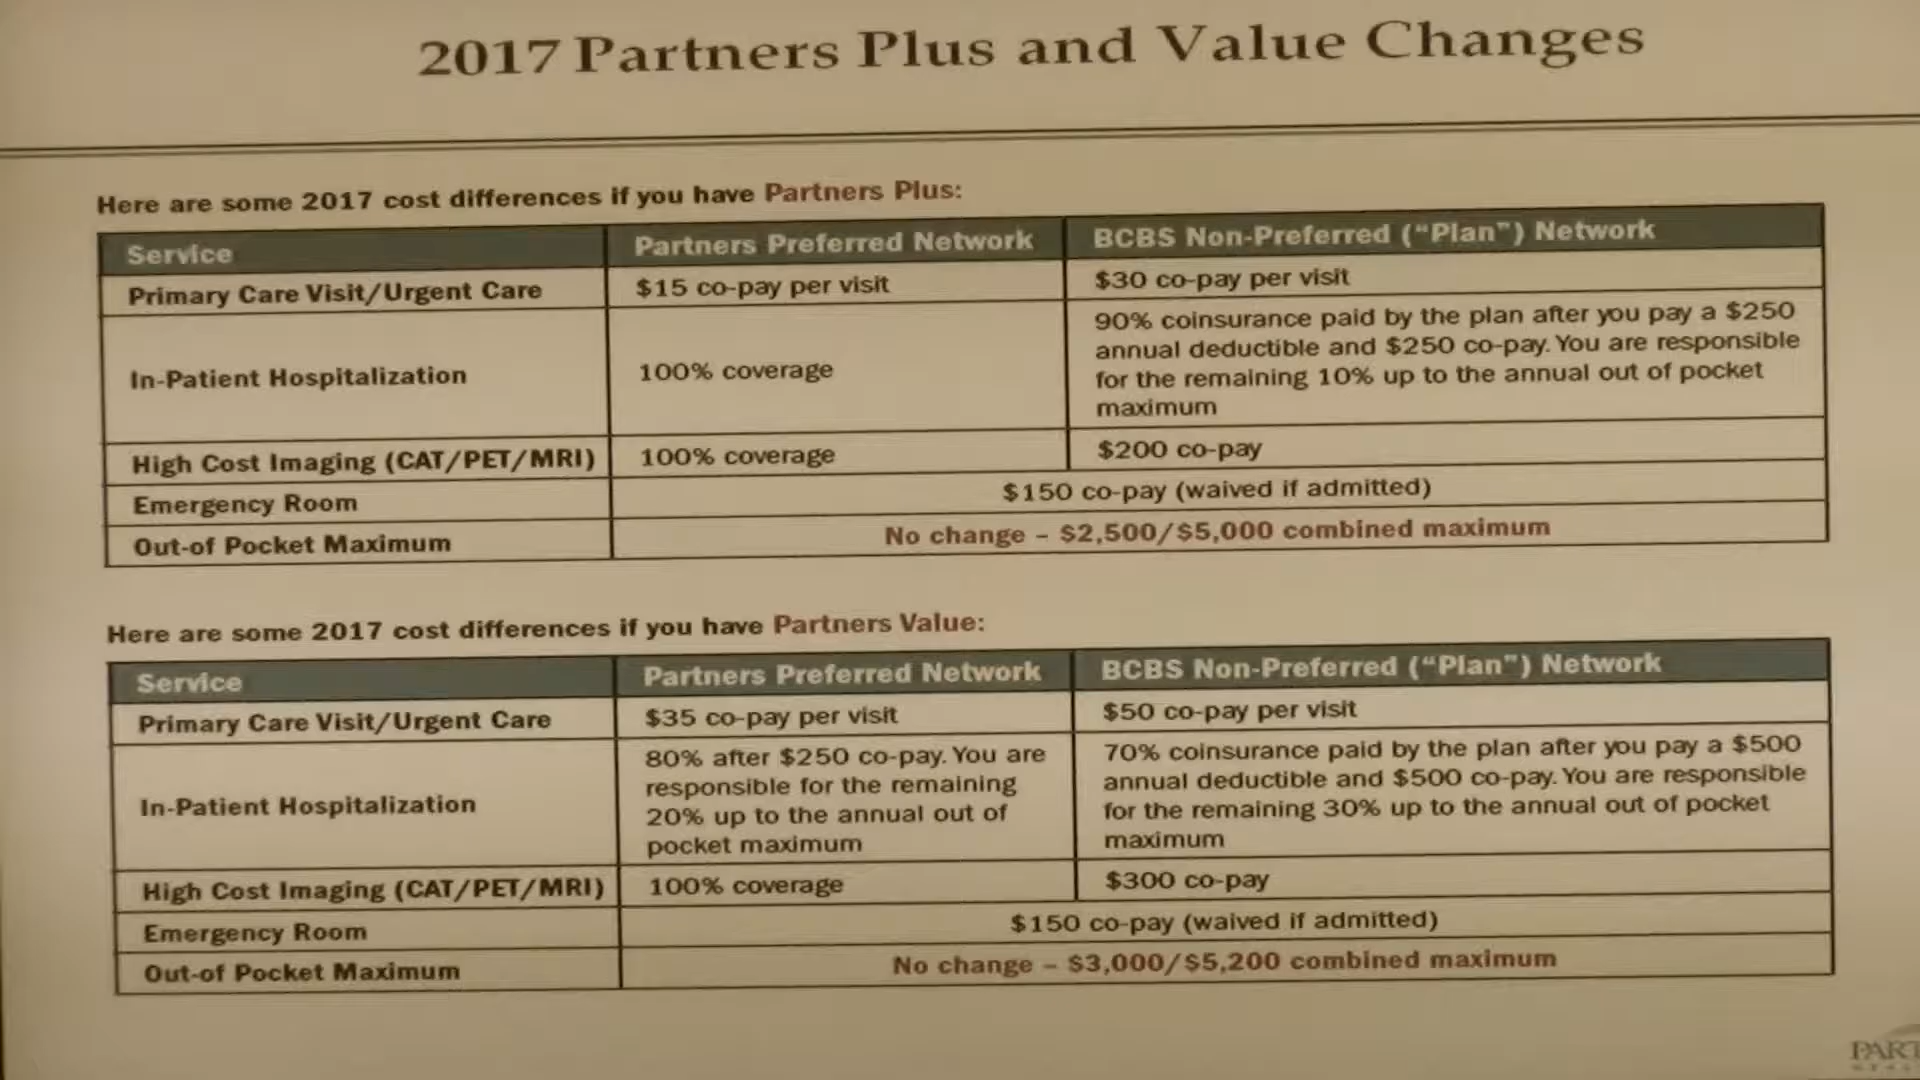 2017 Partners Plus and Value Changes
Here are some 2017 cost differences if you have Partners Plus:
Service
Partners Preferred Network
BCBS Non-Preferred (“Plan”) Network
Primary Care Visit/Urgent Care
$15 co-pay per visit
$30 co-pay per visit
In-Patient Hospitalization
100% coverage
90% coinsurance paid by the plan after you pay a $250
annual deductible and $250 co-pay. You are responsible
for the remaining 10% up to the annual out of pocket
maximum
High Cost Imaging (CAT/PET/MRI)
100% coverage
$200 co-pay
Emergency Room
$150 co-pay (waived if admitted)
Out-of Pocket Maximum
No change – $2,500/$5,000 combined maximum
Here are some 2017 cost differences if you have Partners Value:
Service
Partners Preferred Network
BCBS Non-Preferred (“Plan”) Network
Primary Care Visit/Urgent Care
$35 co-pay per visit
$50 co-pay per visit
In-Patient Hospitalization
80% after $250 co-pay. You are
responsible for the remaining
20% up to the annual out of
pocket maximum
70% coinsurance paid by the plan after you pay a $500
annual deductible and $500 co-pay. You are responsible
for the remaining 30% up to the annual out of pocket
maximum
High Cost Imaging (CAT/PET/MRI)
100% coverage
$300 co-pay
Emergency Room
$150 co-pay (waived if admitted)
Out-of Pocket Maximum
No change – $3,000/$5,200 combined maximum
PART